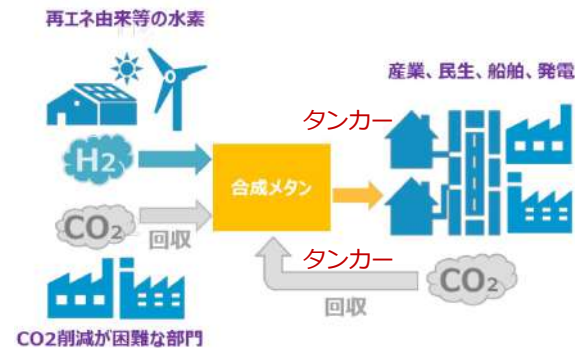 再エネ由来等の水素
産業、民生、船舶、発電
タンカー
H2
合成メタン
CO2
回収
タンカー
CO2
回収
CO2削減が困難な部門